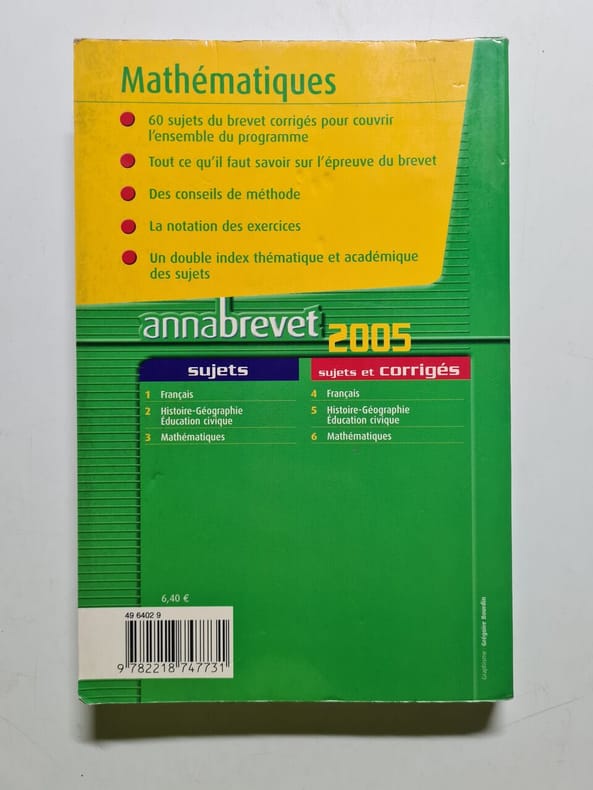 Mathématiques
60 sujets du brevet corrigés pour couvrir
l'ensemble du programme
Tout ce qu'il faut savoir sur l'épreuve du brevet
Des conseils de méthode
La notation des exercices
Un double index thématique et académique
des sujets
annabrevet 2005
sujets
1 Français
2 Histoire-Géographie
Éducation civique
3 Mathématiques
sujets et corrigés
4 Français
5 Histoire-Géographie
Éducation civique
6 Mathématiques
6,40 €
49 6402 9
9 782218 747731
Graphisme : Grégoire Bourdin